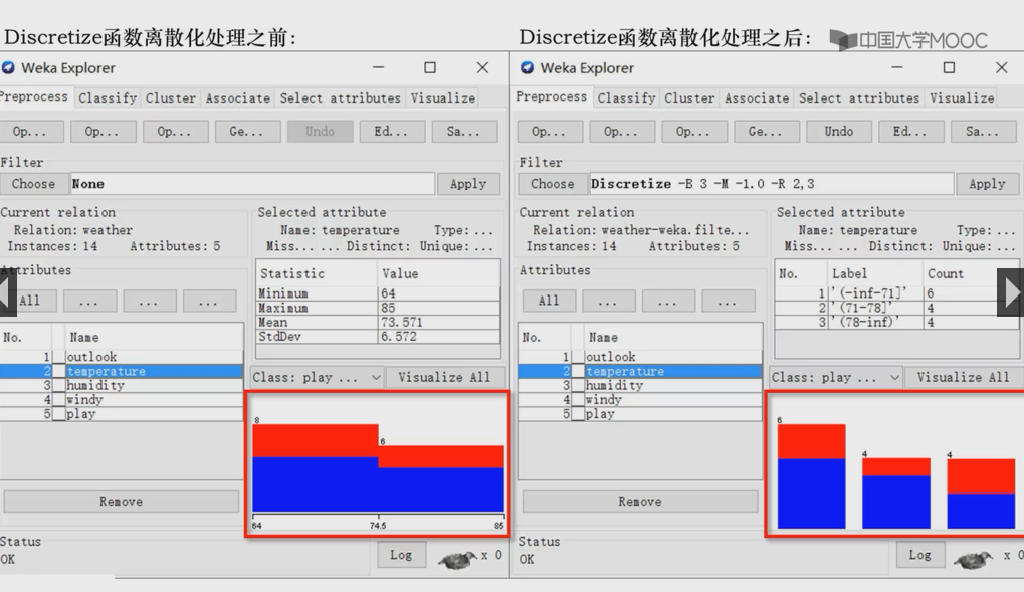 Discretize函数离散化处理之前:
Weka Explorer
Preprocess Classify Cluster Associate Select attributes Visualize
Op... Op... Op... Ge... Undo Ed... Sa...
Filter
Choose None Apply
Current relation
Relation: weather
Instances: 14 Attributes: 5
Selected attribute
Name: temperature Type: ...
Miss... ... Distinct: Unique: ...
Attributes
All ... ... ...
Statistic Value
Minimum 64
Maximum 85
Mean 73.571
StdDev 6.572
No. Name
1 outlook
2 temperature
3 humidity
4 windy
5 play
Class: play ... Visualize All
8
6
64 74.5 85
Remove
Status
OK
Log x 0
Discretize函数离散化处理之后:
中国大学MOOC
Weka Explorer
Preprocess Classify Cluster Associate Select attributes Visualize
Op... Op... Op... Ge... Undo Ed... Sa...
Filter
Choose Discretize -B 3 -M -1.0 -R 2,3 Apply
Current relation
Relation: weather-weka.filte...
Instances: 14 Attributes: 5
Selected attribute
Name: temperature Type: ...
Miss... ... Distinct: Unique: ...
Attributes
All ... ... ...
No. Label Count
1 '(-inf-71]' 6
2 '(71-78]' 4
3 '(78-inf)' 4
No. Name
1 outlook
2 temperature
3 humidity
4 windy
5 play
Class: play ... Visualize All
6
4
4
Remove
Status
OK
Log x 0